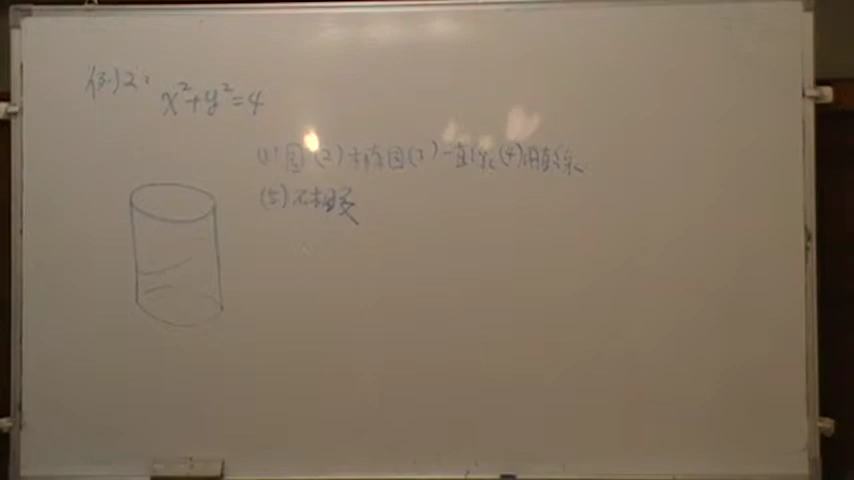 例2:
x²+y²=4
(1)圆 (2)椭圆 (3)一直线 (4)两直线
(5)不相交